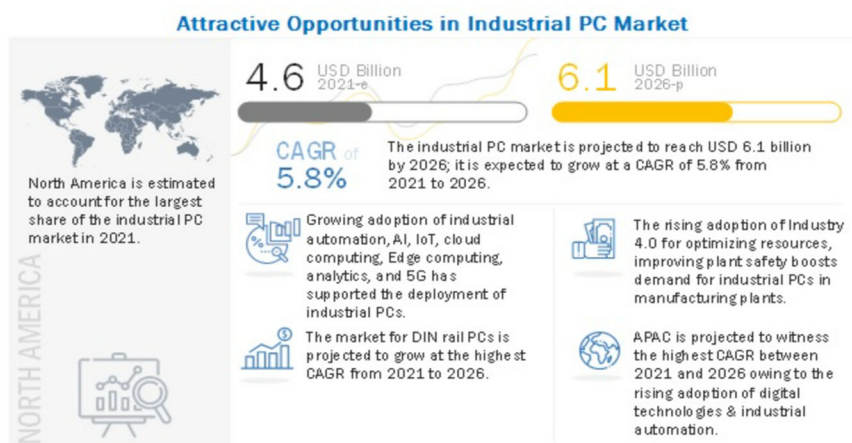 Attractive Opportunities in Industrial PC Market
North America is estimated
to account for the largest
share of the industrial PC
market in 2021.
NORTH AMERICA
4.6 USD Billion
2021-e
6.1 USD Billion
2026-p
CAGR of
5.8%
The industrial PC market is projected to reach USD 6.1 billion
by 2026; it is expected to grow at a CAGR of 5.8% from
2021 to 2026.
Growing adoption of industrial
automation, AI, IoT, cloud
computing, Edge computing,
analytics, and 5G has
supported the deployment of
industrial PCs.
The rising adoption of Industry
4.0 for optimizing resources,
improving plant safety boosts
demand for industrial PCs in
manufacturing plants.
The market for DIN rail PCs is
projected to grow at the highest
CAGR from 2021 to 2026.
APAC is projected to witness
the highest CAGR between
2021 and 2026 owing to the
rising adoption of digital
technologies & industrial
automation.